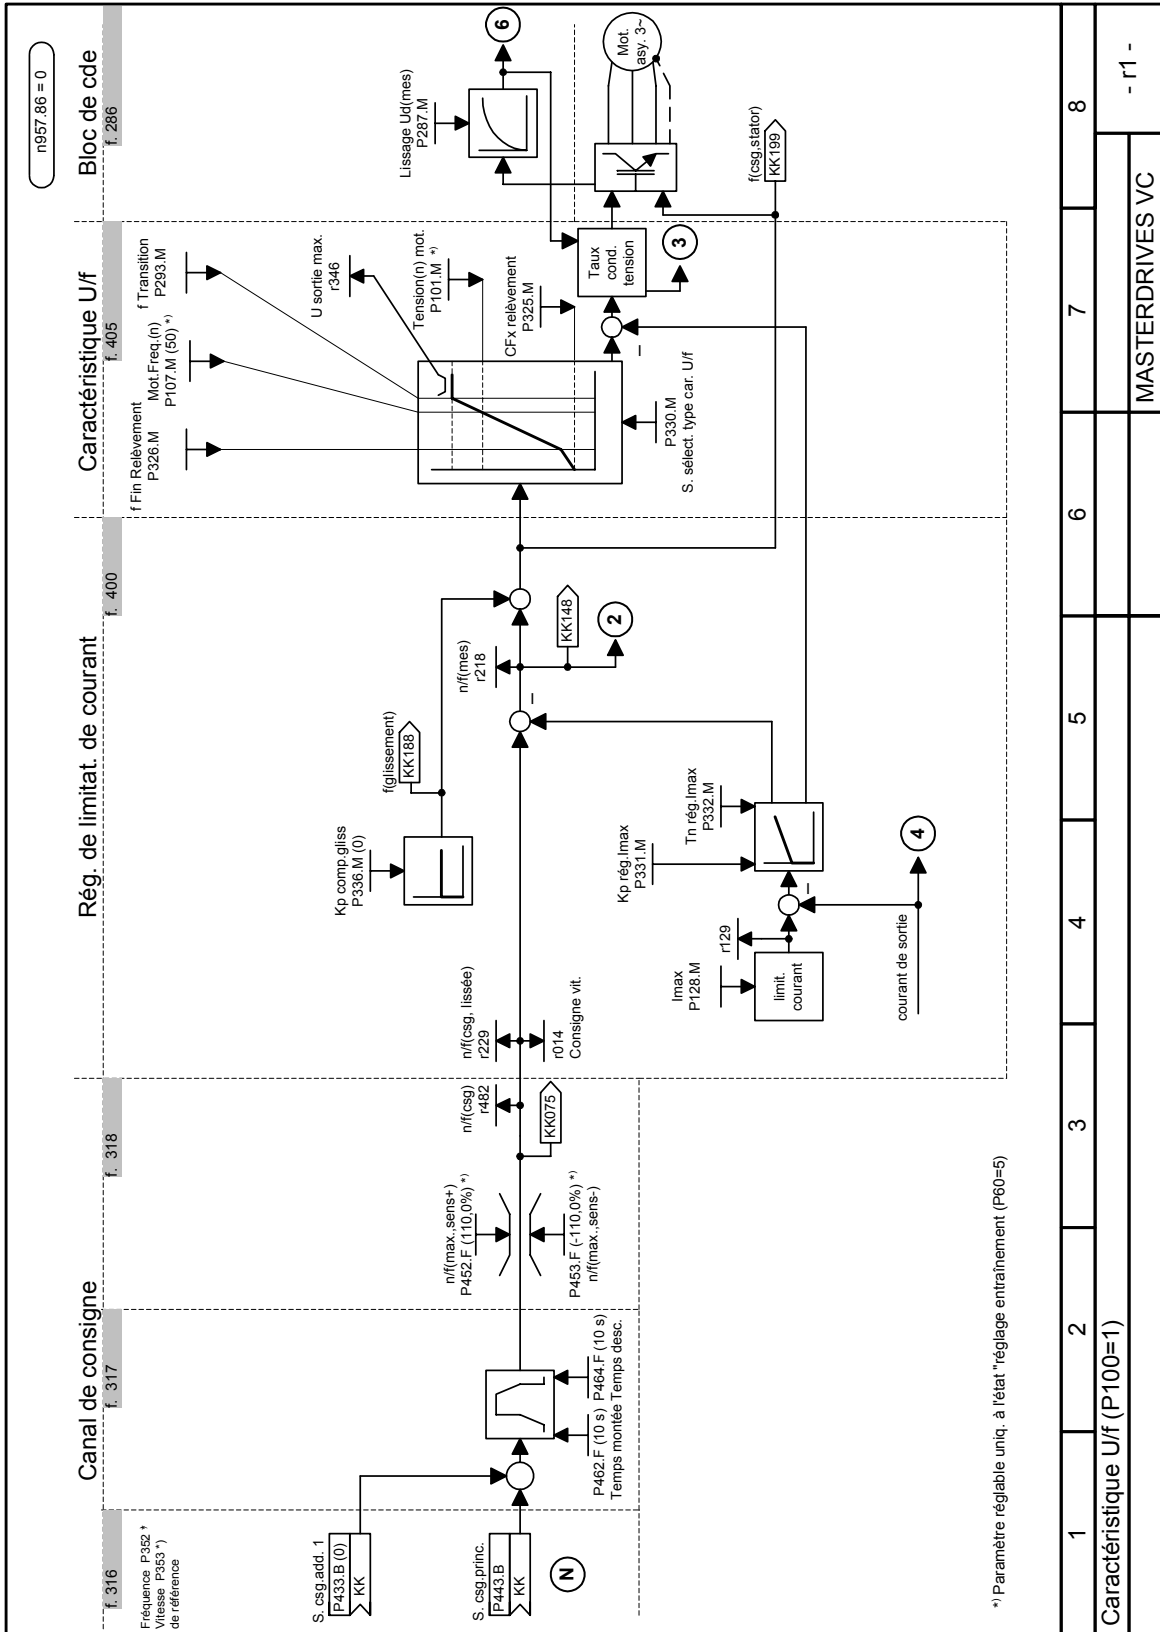 n957.86 = 0
Canal de consigne
Rég. de limitat. de courant
Caractéristique U/f
Bloc de cde
f. 316
f. 317
f. 318
f. 400
f. 405
f. 286
Fréquence P352 *)
Vitesse P353 *)
de référence
S. csg.add. 1
P433.B (0)
KK
S. csg.princ.
P443.B
KK
N
P462.F (10 s)
Temps montée
P464.F (10 s)
Temps desc.
n/f(max.,sens+)
P452.F (110,0%) *)
P453.F (-110,0%) *)
n/f(max.,sens-)
n/f(csg)
r482
KK075
n/f(csg, lissée)
r229
r014
Consigne vit.
Kp comp.gliss
P336.M (0)
f(glissement)
KK188
n/f(mes)
r218
KK148
2
Imax
P128.M
limit.
courant
r129
courant de sortie
4
Kp rég.Imax
P331.M
Tn rég.Imax
P332.M
f Fin Relèvement
P326.M
Mot.Freq.(n)
P107.M (50) *)
f Transition
P293.M
U sortie max.
r346
Tension(n) mot.
P101.M *)
CFx relèvement
P325.M
P330.M
S. sélect. type car. U/f
Taux
cond.
tension
3
Lissage Ud(mes)
P287.M
6
Mot.
asy. 3~
f(csg,stator)
KK199
*) Paramètre réglable uniq. à l'état "réglage entraînement (P60=5)
1
2
3
4
5
6
7
8
Caractéristique U/f (P100=1)
MASTERDRIVES VC
- r1 -